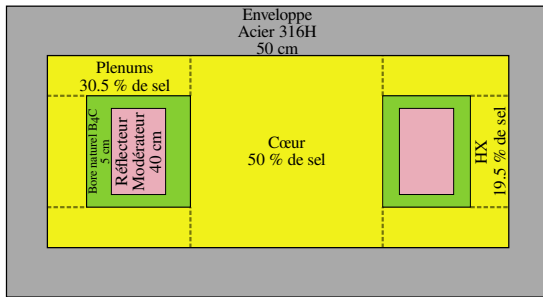 Enveloppe
Acier 316H
50 cm
Plenums
30.5 % de sel
Bore naturel B₄C
5 cm
Réflecteur
Modérateur
40 cm
Cœur
50 % de sel
HX
19.5 % de sel